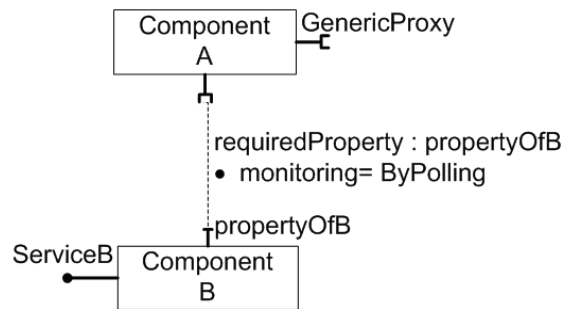 Component
A
GenericProxy
requiredProperty : propertyOfB
• monitoring= ByPolling
propertyOfB
ServiceB
Component
B